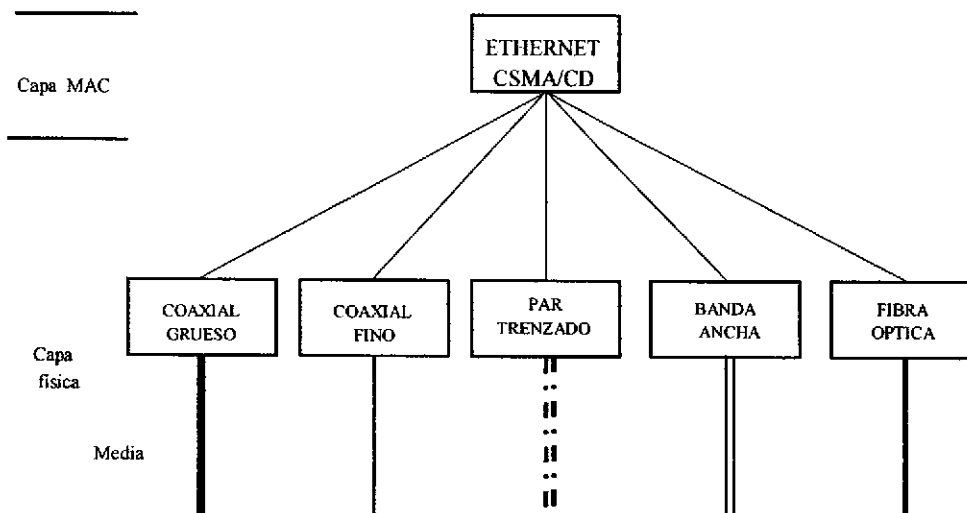 ETHERNET
CSMA/CD
Capa MAC
COAXIAL
GRUESO
COAXIAL
FINO
PAR
TRENZADO
BANDA
ANCHA
FIBRA
OPTICA
Capa
física
Media